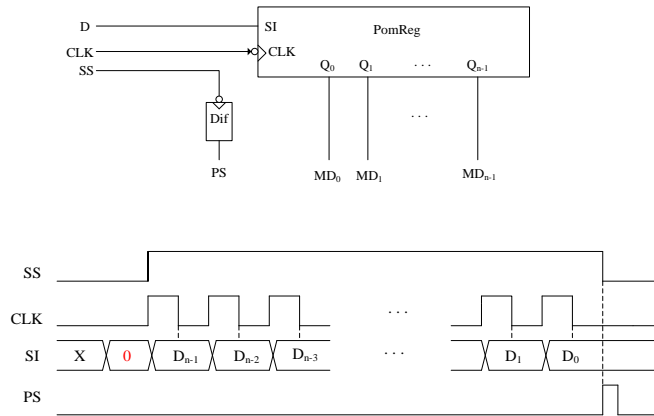 D SI PomReg
CLK CLK
SS Q₀ Q₁ . . . Qₙ₋₁
Dif . . .
PS MD₀ MD₁ MDₙ₋₁
SS
CLK . . .
SI X 0 Dₙ₋₁ Dₙ₋₂ Dₙ₋₃ . . . D₁ D₀
PS